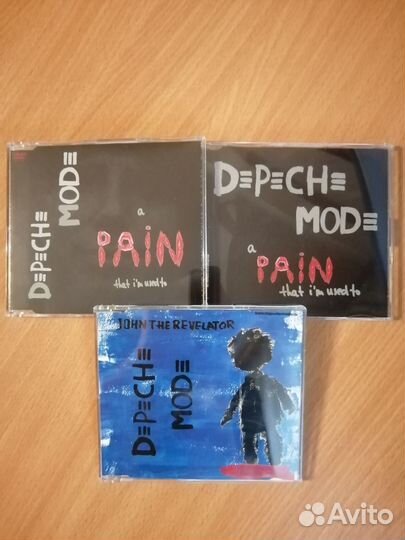 DEPECHE
MODE
a
PAIN
that i'm used to
DEPECHE
MODE
a
PAIN
that i'm used to
JOHN THE REVELATOR
DEPECHE
MODE
Avito